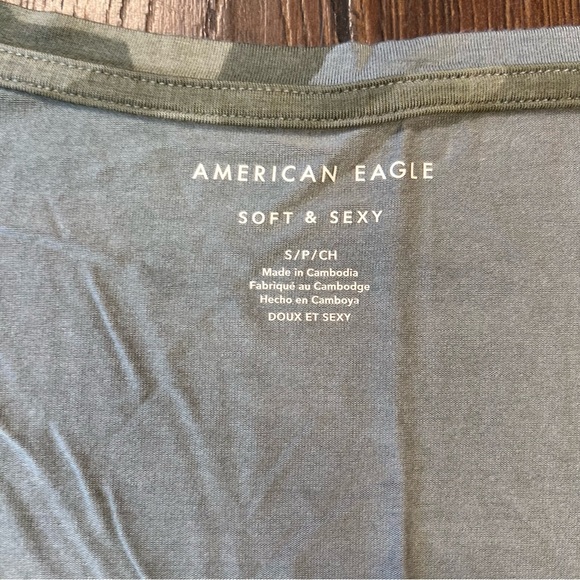 AMERICAN EAGLE
SOFT & SEXY
S/P/CH
Made in Cambodia
Fabriqué au Cambodge
Hecho en Camboya
DOUX ET SEXY